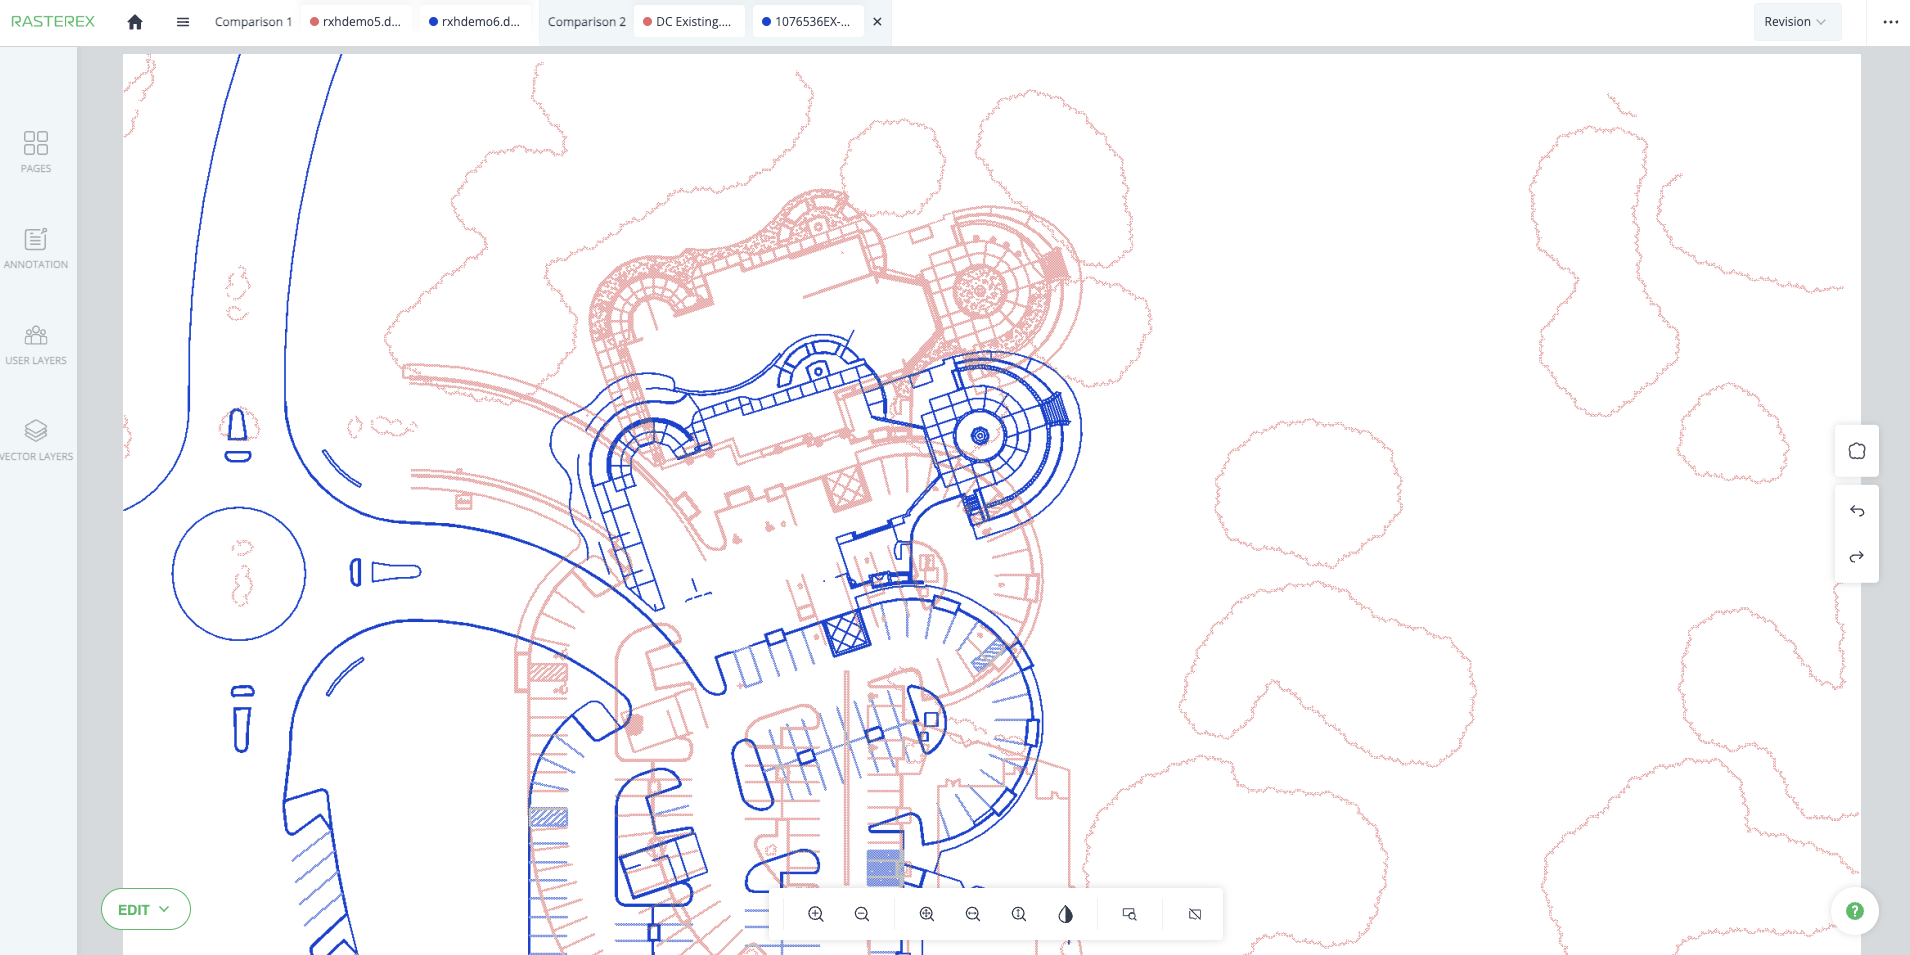 RASTEREX
Comparison 1
rxhdemo5.d...
rxhdemo6.d...
Comparison 2
DC Existing....
1076536EX-...
Revision
PAGES
ANNOTATION
USER LAYERS
VECTOR LAYERS
EDIT
?